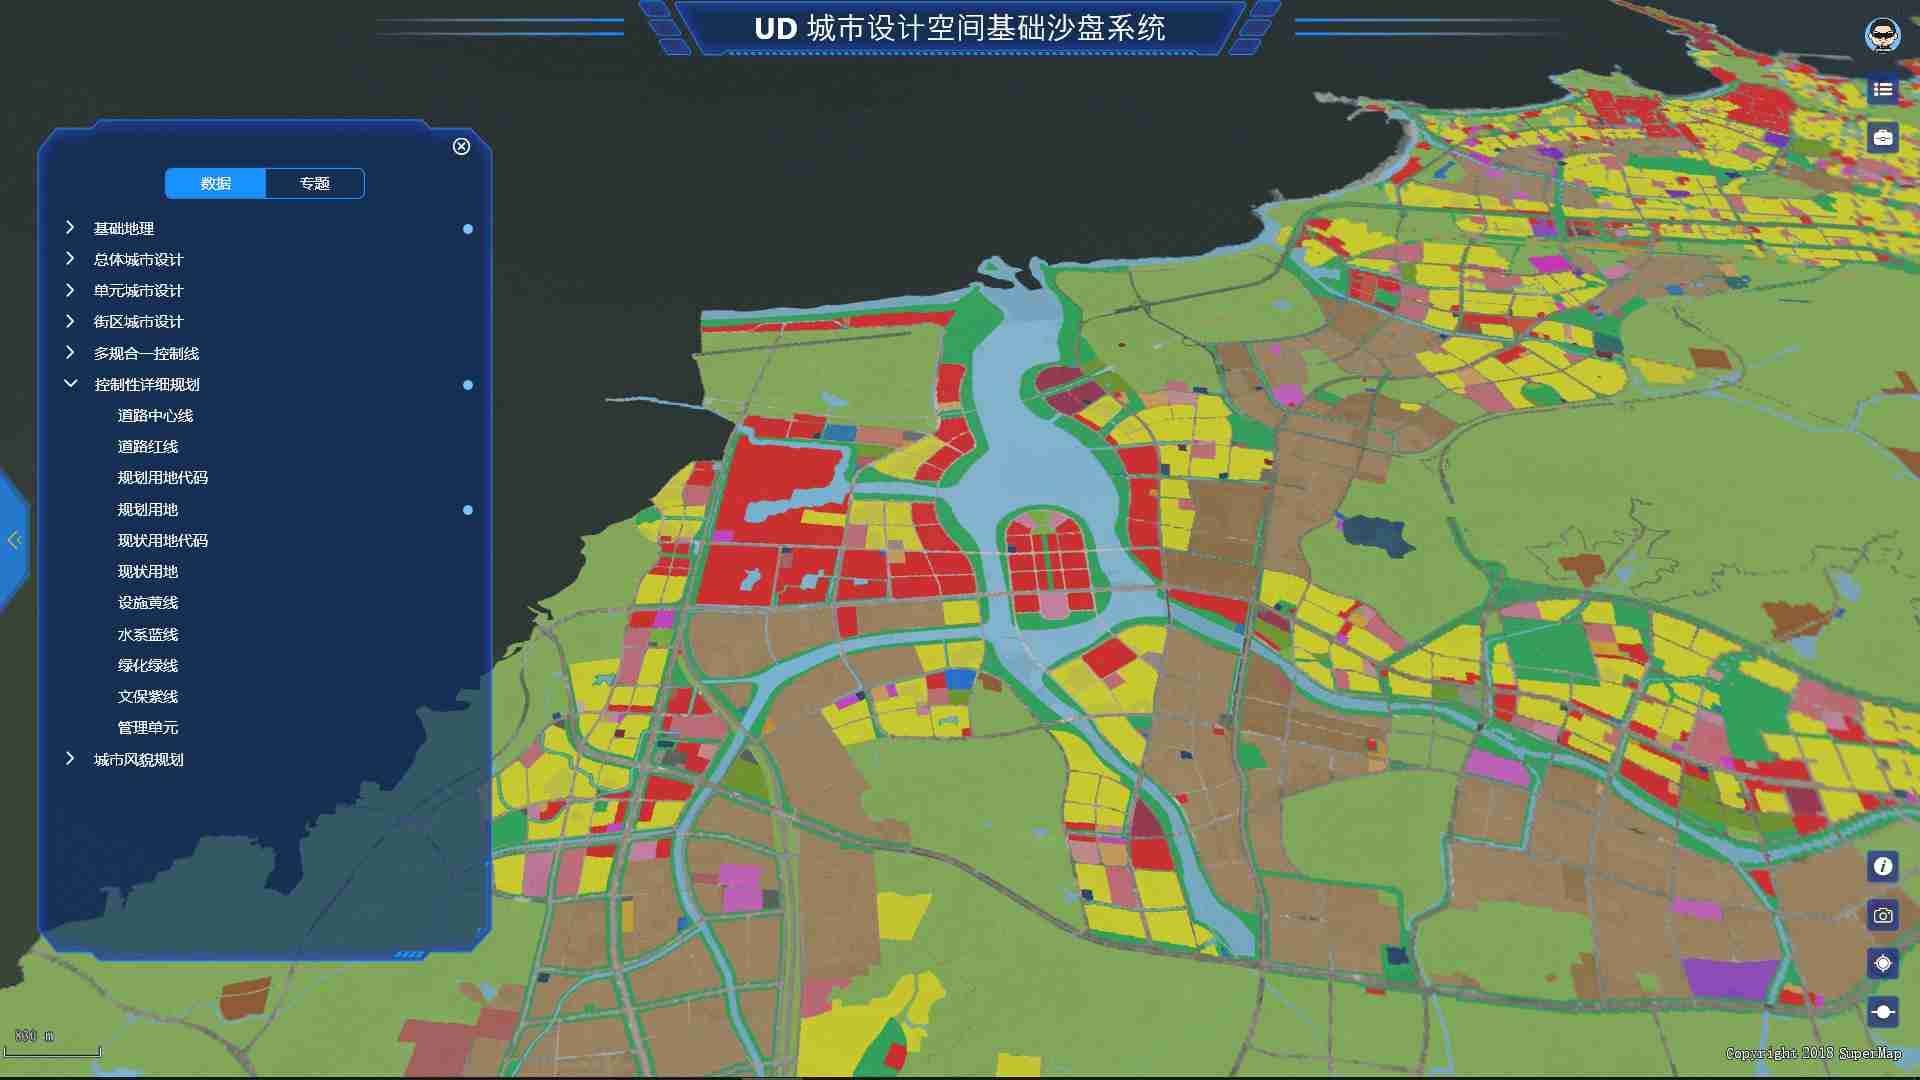 UD 城市设计空间基础沙盘系统
数据 专题
基础地理
总体城市设计
单元城市设计
街区城市设计
多规合一控制线
控制性详细规划
道路中心线
道路红线
规划用地代码
规划用地
现状用地代码
现状用地
设施黄线
水系蓝线
绿化绿线
文保紫线
管理单元
城市风貌规划
830 m
Copyright 2018 SuperMap